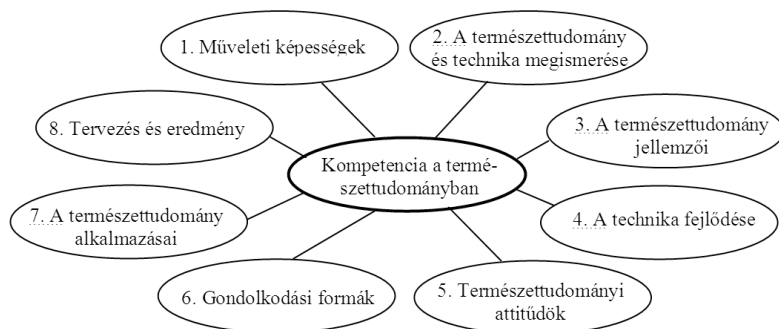 1. Műveleti képességek
2. A természettudomány
és technika megismerése
3. A természettudomány
jellemzői
4. A technika fejlődése
5. Természettudományi
attitűdök
6. Gondolkodási formák
7. A természettudomány
alkalmazásai
8. Tervezés és eredmény
Kompetencia a termé-
szettudományban